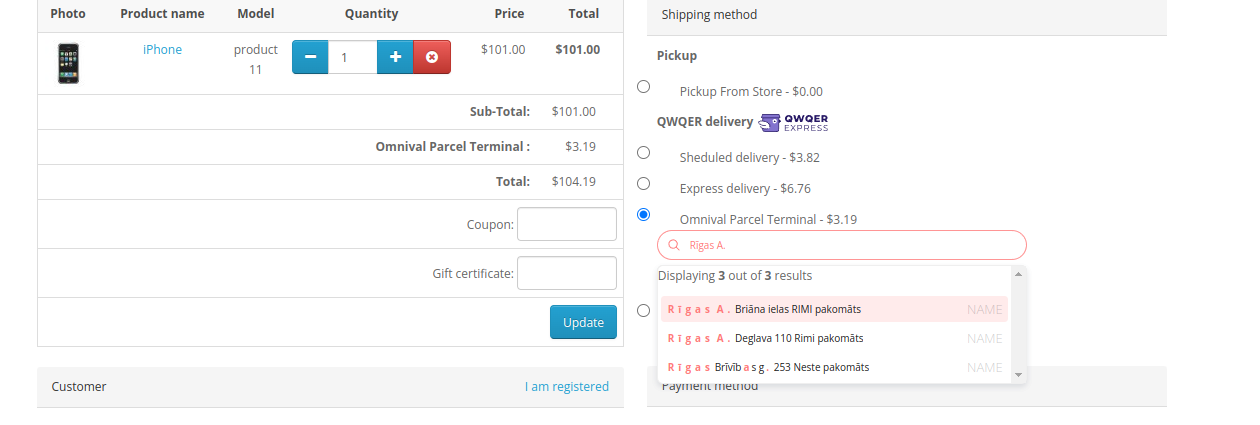 Photo Product name Model Quantity Price Total
iPhone product 11 1 $101.00 $101.00
Sub-Total: $101.00
Omnival Parcel Terminal : $3.19
Total: $104.19
Coupon:
Gift certificate:
Update
Customer I am registered
Shipping method
Pickup
Pickup From Store - $0.00
QWQER delivery QWQER EXPRESS
Sheduled delivery - $3.82
Express delivery - $6.76
Omnival Parcel Terminal - $3.19
Rīgas A.
Displaying 3 out of 3 results
Rīgas A. Briāna ielas RIMI pakomāts NAME
Rīgas A. Deglava 110 Rimi pakomāts NAME
Rīgas Brīvības g. 253 Neste pakomāts NAME
Payment method